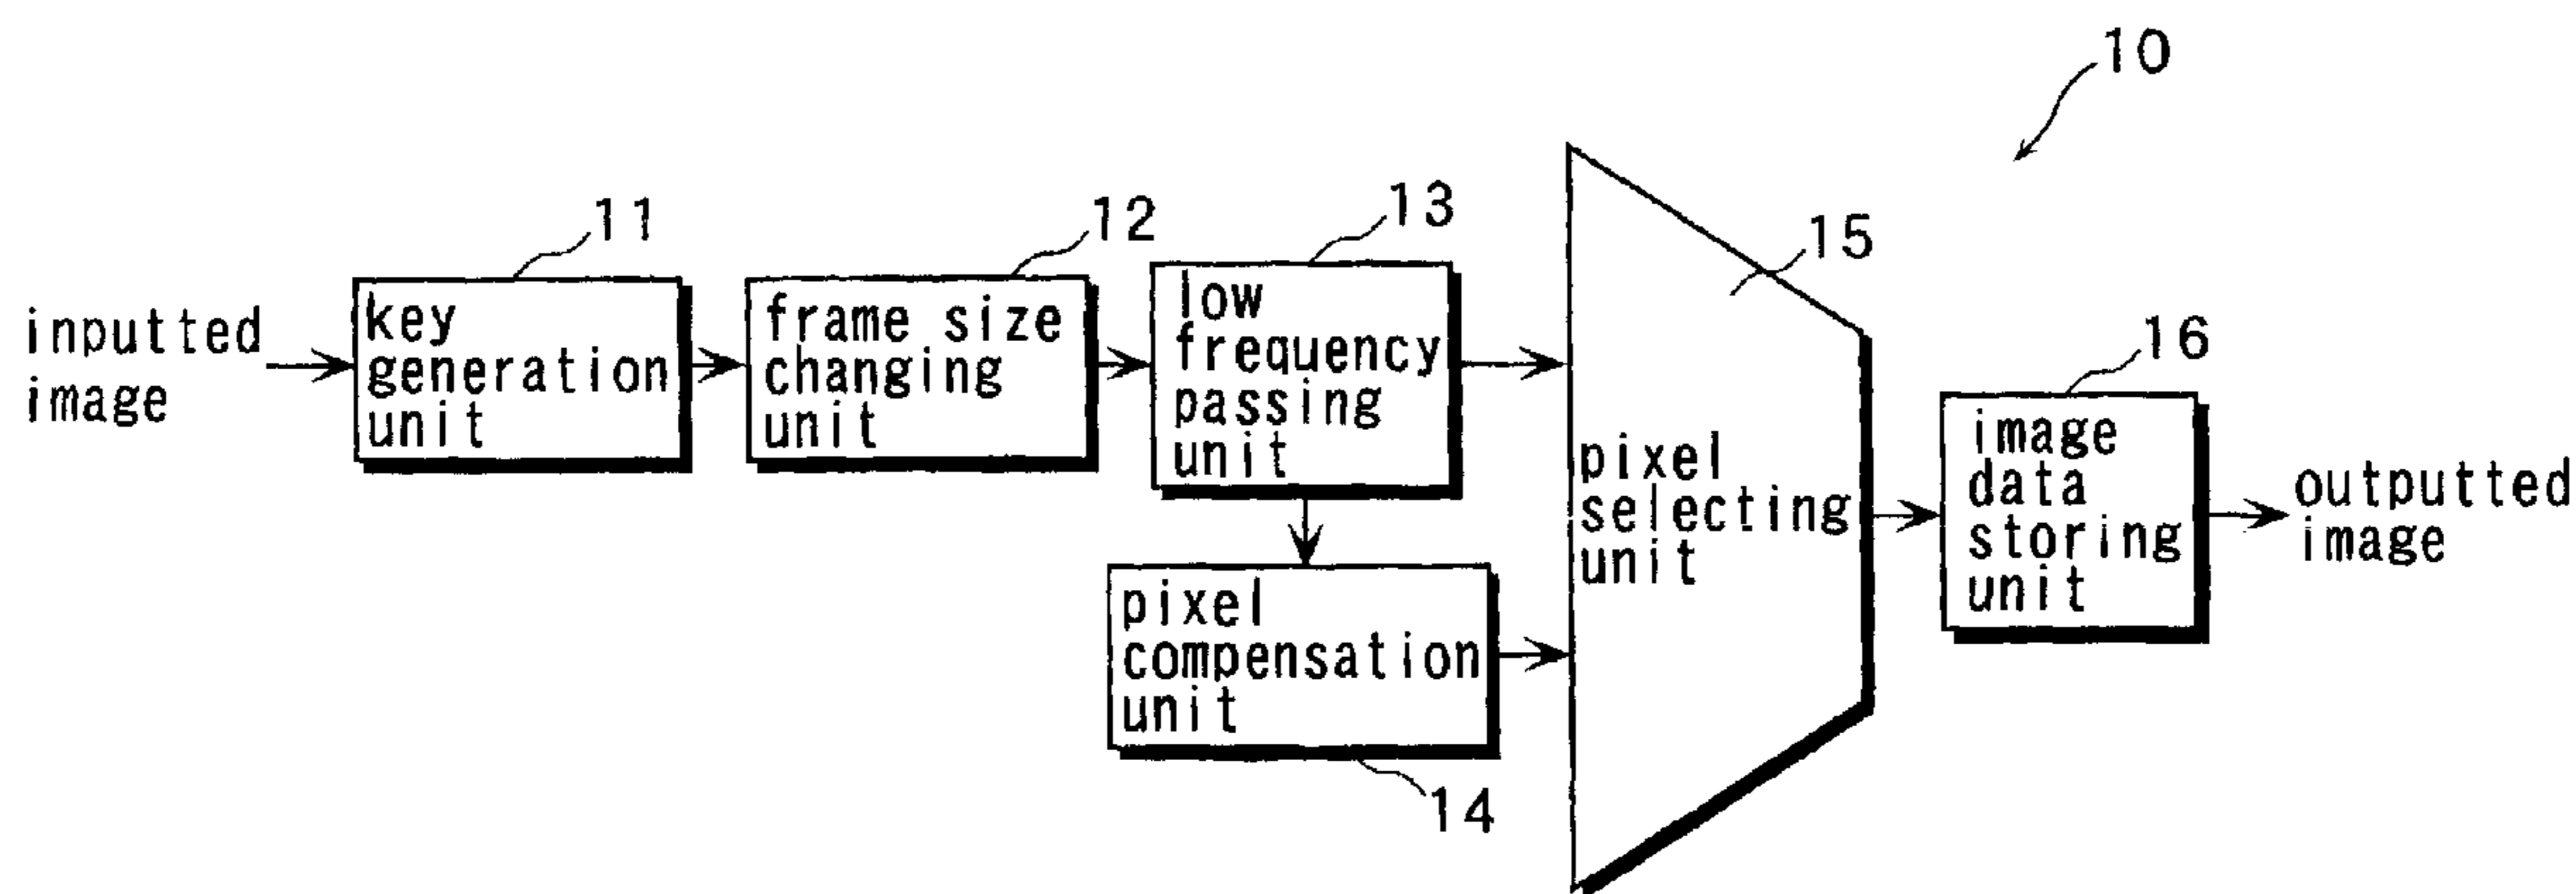 10
11
12
13
15
16
inputted
image
key
generation
unit
frame size
changing
unit
low
frequency
passing
unit
pixel
selecting
unit
image
data
storing
unit
outputted
image
pixel
compensation
unit
14